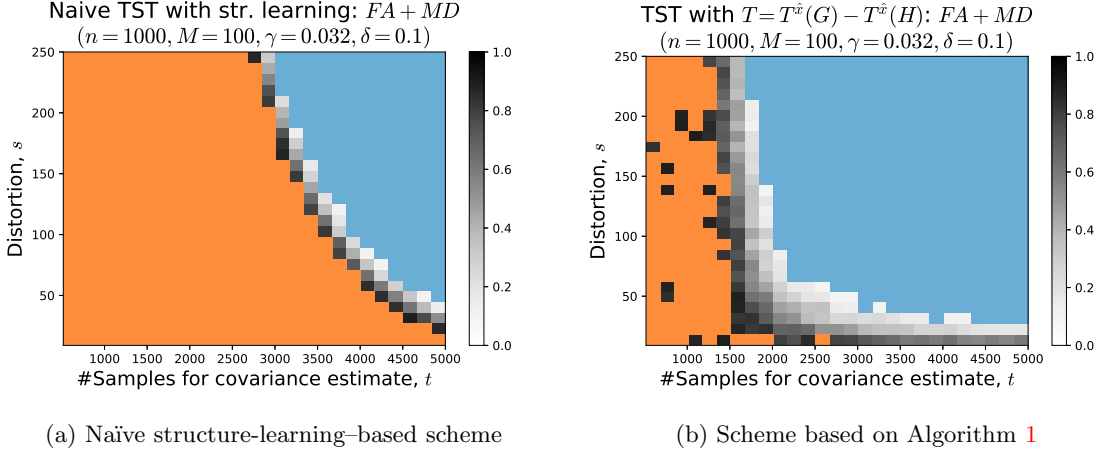 Naive TST with str. learning: FA + MD
(n = 1000, M = 100, γ = 0.032, δ = 0.1)
250
200
150
100
50
Distortion, s
1000 1500 2000 2500 3000 3500 4000 4500 5000
#Samples for covariance estimate, t
1.0
0.8
0.6
0.4
0.2
0.0
(a) Naïve structure-learning–based scheme
TST with T = T^x̂(G) − T^x̂(H): FA + MD
(n = 1000, M = 100, γ = 0.032, δ = 0.1)
250
200
150
100
50
Distortion, s
1000 1500 2000 2500 3000 3500 4000 4500 5000
#Samples for covariance estimate, t
1.0
0.8
0.6
0.4
0.2
0.0
(b) Scheme based on Algorithm 1